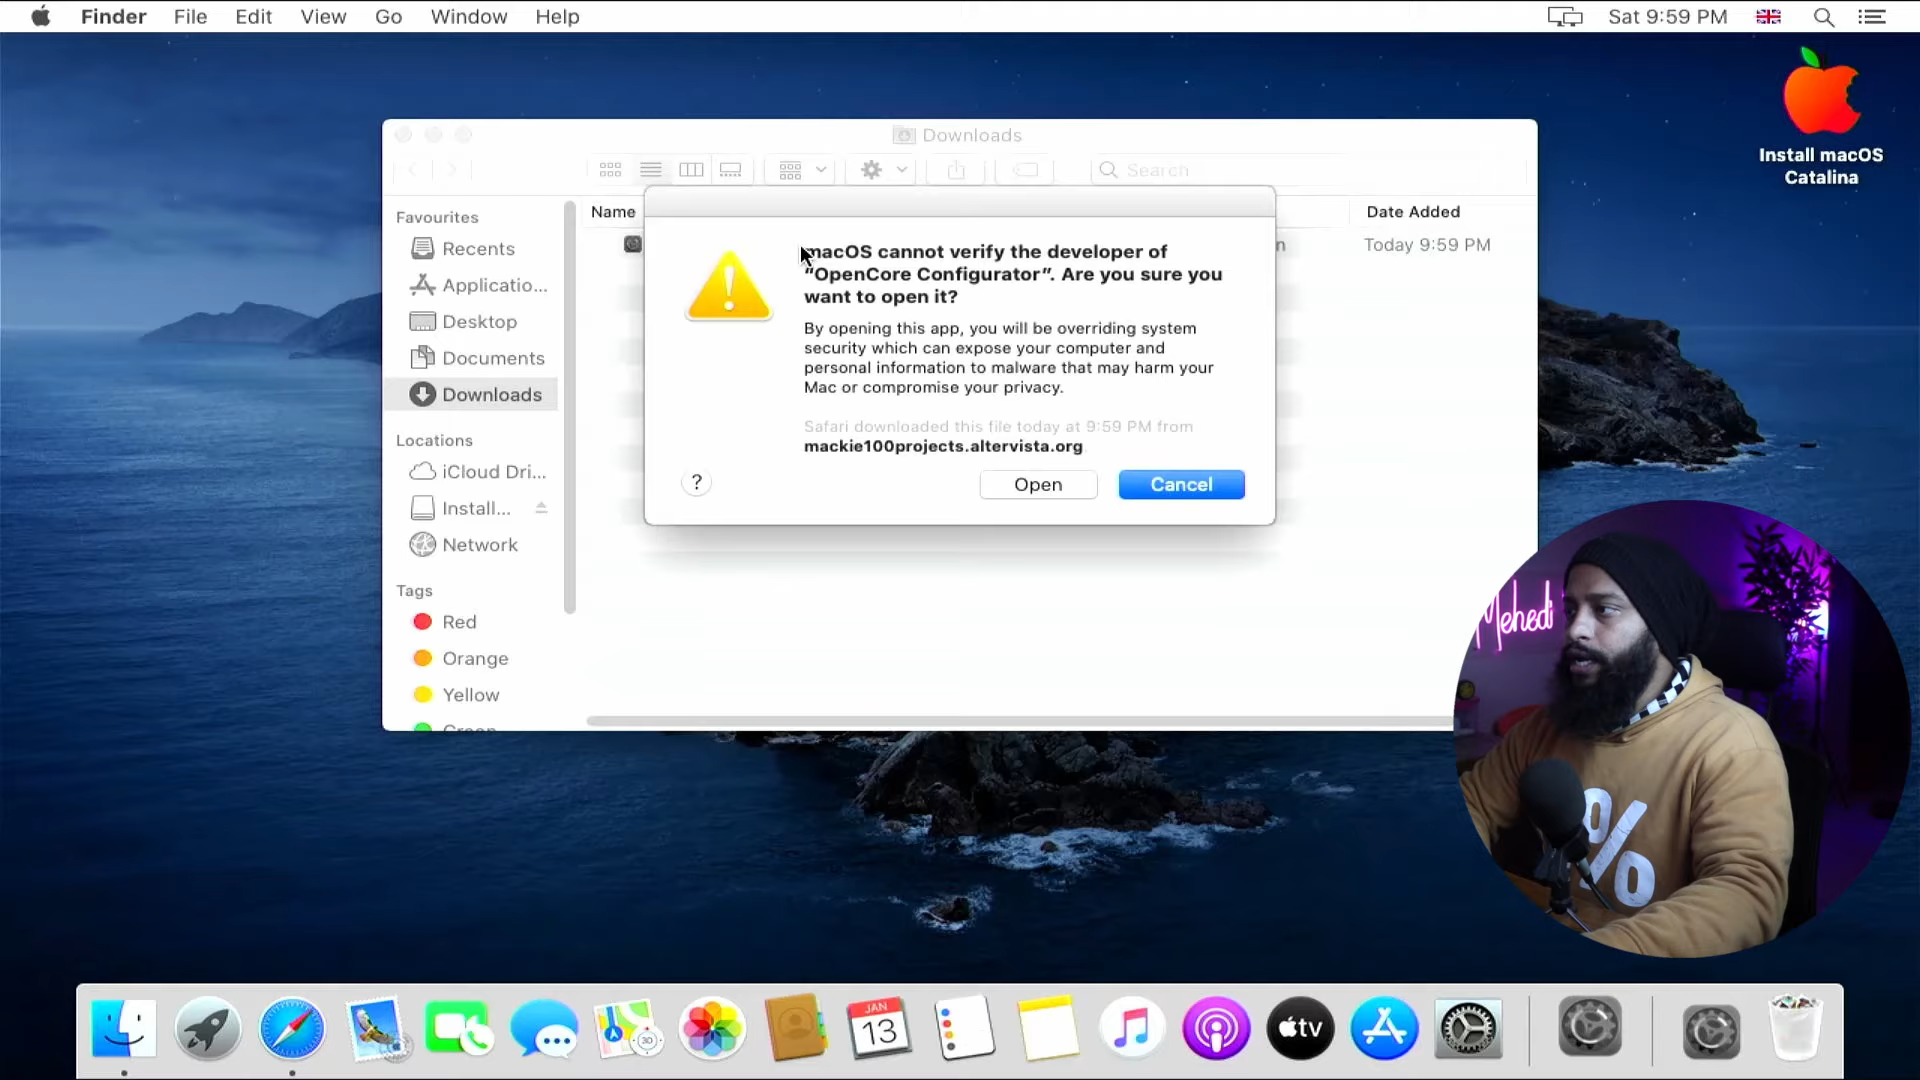 Finder File Edit View Go Window Help
Sat 9:59 PM
Install macOS
Catalina
Downloads
Search
Name
Date Added
Today 9:59 PM
Favourites
Recents
Applicatio...
Desktop
Documents
Downloads
Locations
iCloud Dri...
Install...
Network
Tags
Red
Orange
Yellow
Green
macOS cannot verify the developer of
“OpenCore Configurator”. Are you sure you
want to open it?
By opening this app, you will be overriding system
security which can expose your computer and
personal information to malware that may harm your
Mac or compromise your privacy.
Safari downloaded this file today at 9:59 PM from
mackie100projects.altervista.org
?
Open
Cancel
Mehedi
%
JAN
13
3D
tv